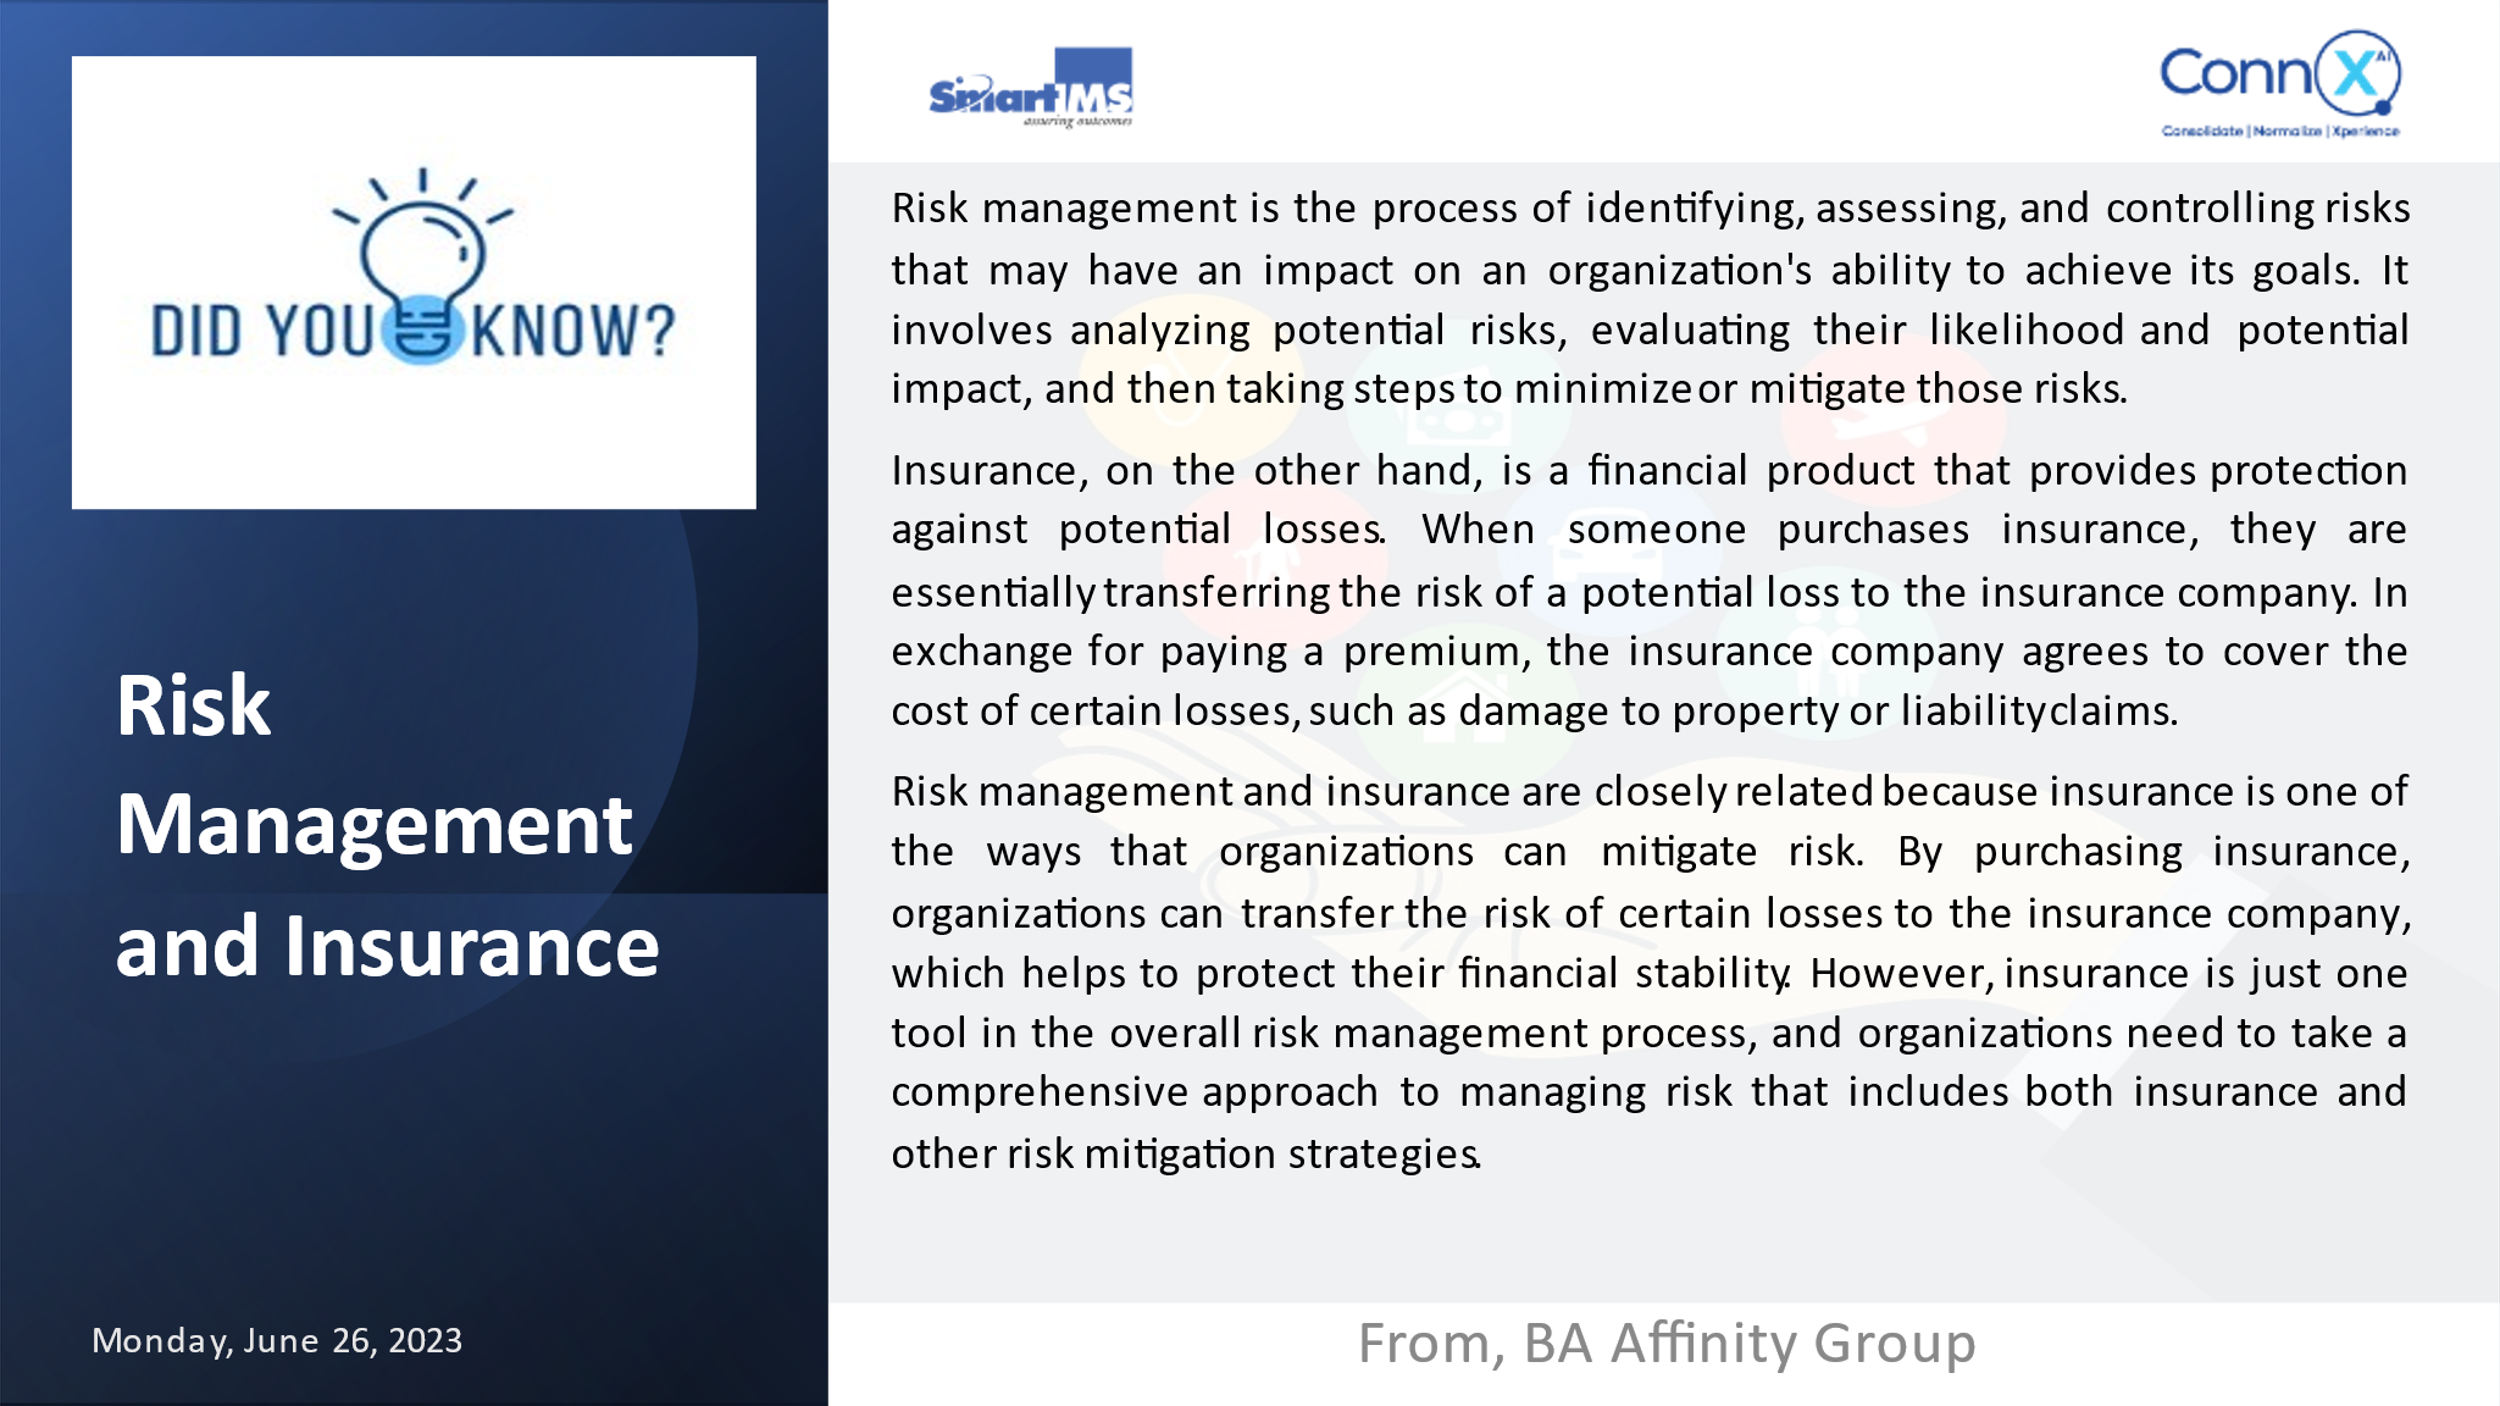 DID YOU KNOW?
Risk
Management
and Insurance
Monday, June 26, 2023
SmartIMS
assuring outcomes
ConnX AI
Consolidate | Normalize | Xperience
Risk management is the process of identifying, assessing, and controlling risks
that may have an impact on an organization's ability to achieve its goals. It
involves analyzing potential risks, evaluating their likelihood and potential
impact, and then taking steps to minimize or mitigate those risks.
Insurance, on the other hand, is a financial product that provides protection
against potential losses. When someone purchases insurance, they are
essentially transferring the risk of a potential loss to the insurance company. In
exchange for paying a premium, the insurance company agrees to cover the
cost of certain losses, such as damage to property or liability claims.
Risk management and insurance are closely related because insurance is one of
the ways that organizations can mitigate risk. By purchasing insurance,
organizations can transfer the risk of certain losses to the insurance company,
which helps to protect their financial stability. However, insurance is just one
tool in the overall risk management process, and organizations need to take a
comprehensive approach to managing risk that includes both insurance and
other risk mitigation strategies.
From, BA Affinity Group